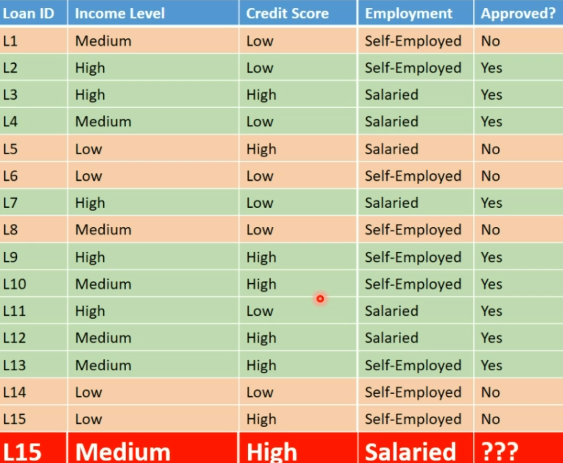 Loan ID Income Level Credit Score Employment Approved?
L1 Medium Low Self-Employed No
L2 High Low Self-Employed Yes
L3 High High Salaried Yes
L4 Medium Low Salaried Yes
L5 Low High Salaried No
L6 Low Low Self-Employed No
L7 High Low Salaried Yes
L8 Medium Low Self-Employed No
L9 High High Self-Employed Yes
L10 Medium High Self-Employed Yes
L11 High Low Salaried Yes
L12 Medium High Salaried Yes
L13 Medium High Self-Employed Yes
L14 Low Low Self-Employed No
L15 Low High Self-Employed No
L15 Medium High Salaried ???